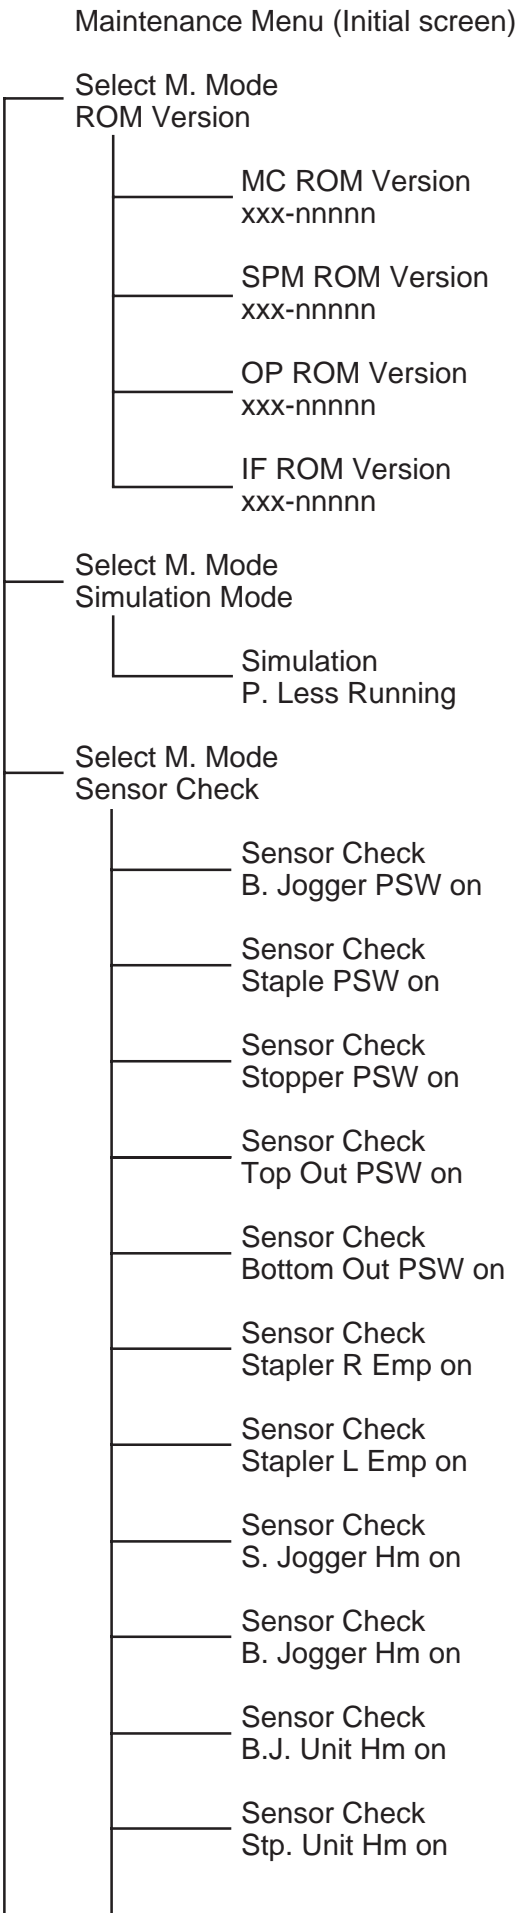 Maintenance Menu (Initial screen)
Select M. Mode
ROM Version
MC ROM Version
xxx-nnnnn
SPM ROM Version
xxx-nnnnn
OP ROM Version
xxx-nnnnn
IF ROM Version
xxx-nnnnn
Select M. Mode
Simulation Mode
Simulation
P. Less Running
Select M. Mode
Sensor Check
Sensor Check
B. Jogger PSW on
Sensor Check
Staple PSW on
Sensor Check
Stopper PSW on
Sensor Check
Top Out PSW on
Sensor Check
Bottom Out PSW on
Sensor Check
Stapler R Emp on
Sensor Check
Stapler L Emp on
Sensor Check
S. Jogger Hm on
Sensor Check
B. Jogger Hm on
Sensor Check
B.J. Unit Hm on
Sensor Check
Stp. Unit Hm on